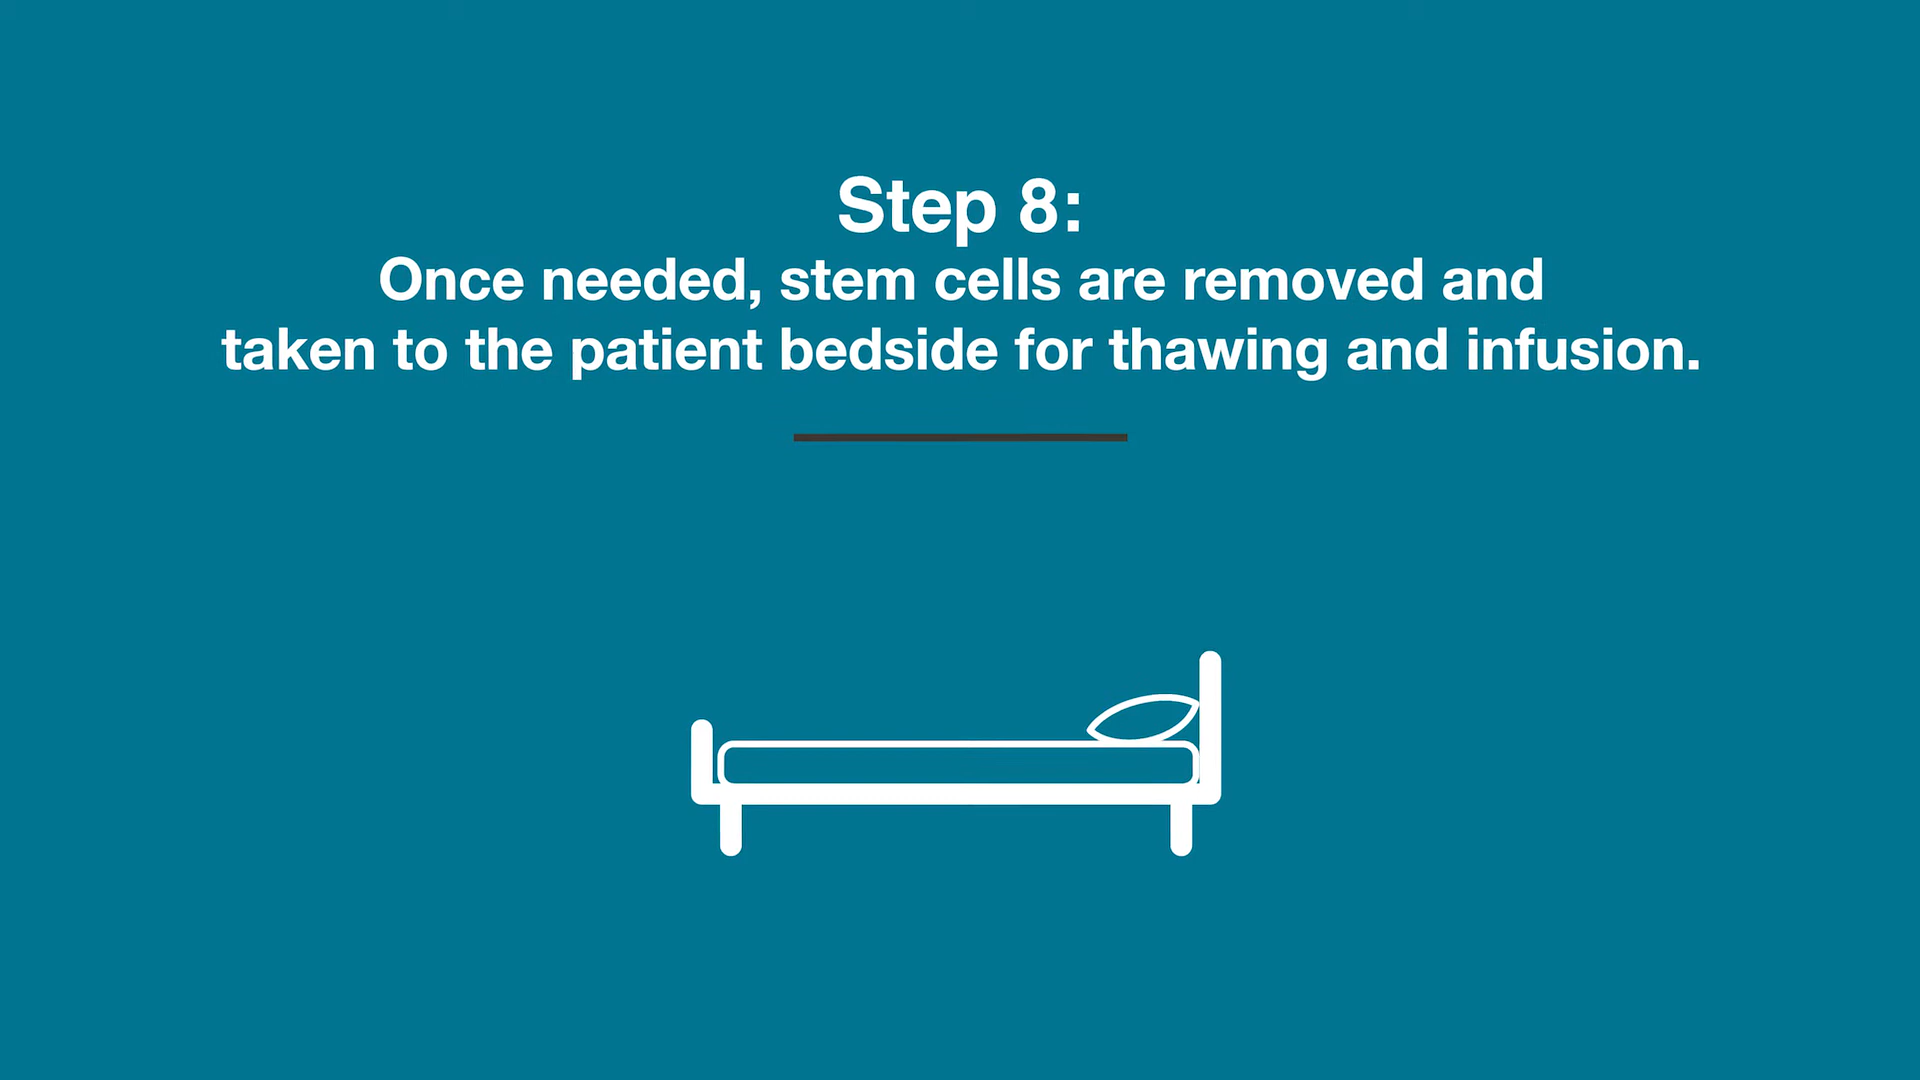 Step 8:
Once needed, stem cells are removed and
taken to the patient bedside for thawing and infusion.